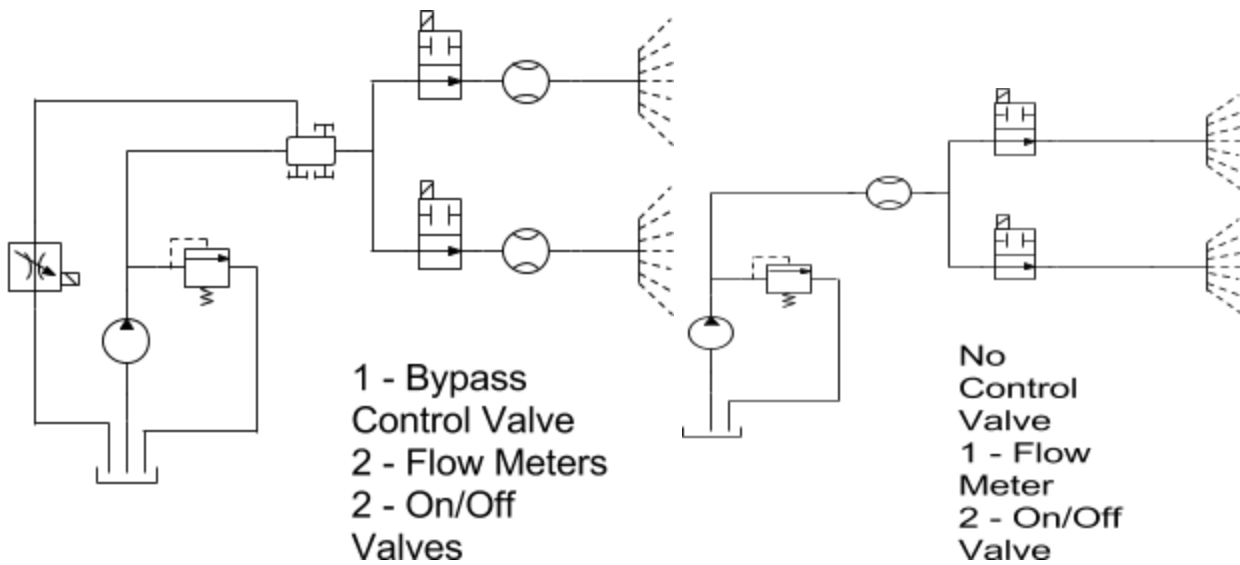 1 - Bypass
Control Valve
2 - Flow Meters
2 - On/Off
Valves
No
Control
Valve
1 - Flow
Meter
2 - On/Off
Valve